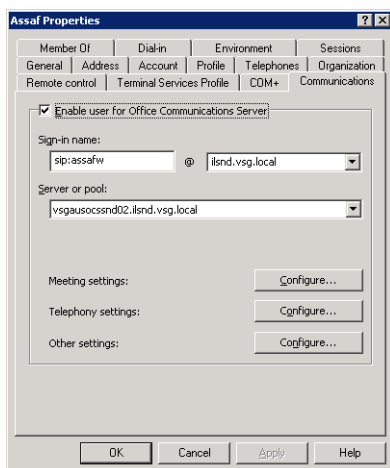 Assaf Properties
Member Of Dial-in Environment Sessions
General Address Account Profile Telephones Organization
Remote control Terminal Services Profile COM+ Communications
Enable user for Office Communications Server
Sign-in name:
sip:assafw @ ilsnd.vsg.local
Server or pool:
vsgausocssnd02.ilsnd.vsg.local
Meeting settings: Configure...
Telephony settings: Configure...
Other settings: Configure...
OK Cancel Apply Help